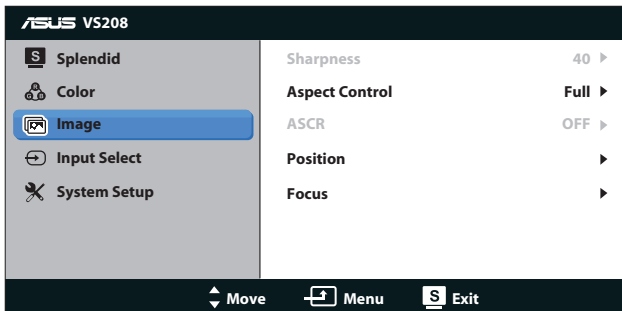 ASUS VS208
S Splendid
Color
Image
Input Select
System Setup
Sharpness 40
Aspect Control Full
ASCR OFF
Position
Focus
Move Menu S Exit